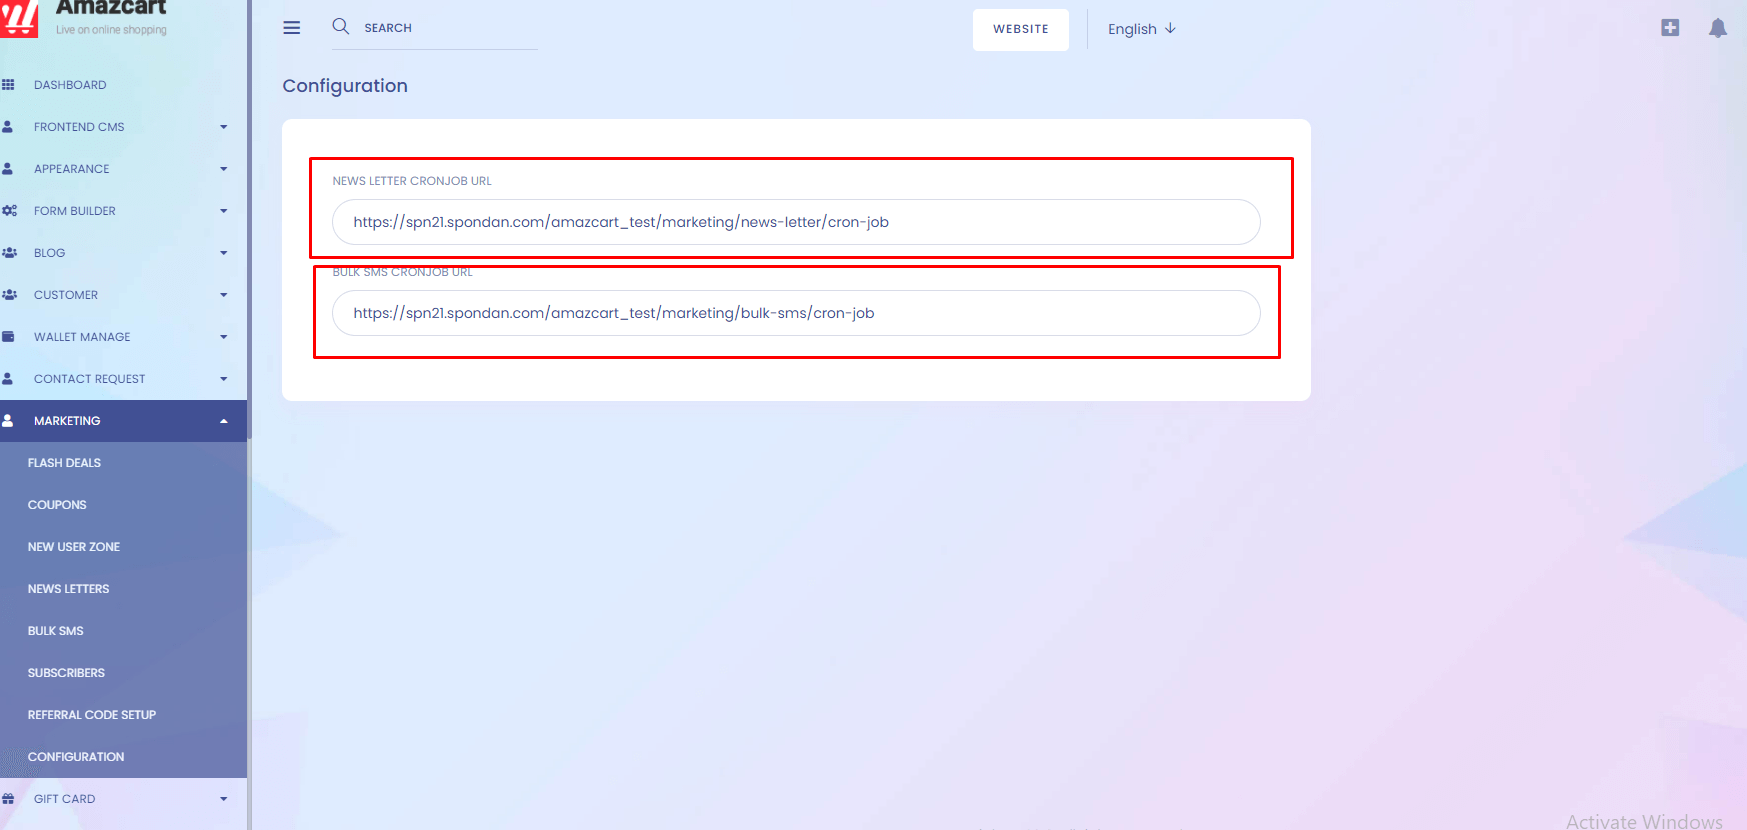 Amazcart
Live on online shopping
SEARCH
WEBSITE
English
DASHBOARD
FRONTEND CMS
APPEARANCE
FORM BUILDER
BLOG
CUSTOMER
WALLET MANAGE
CONTACT REQUEST
MARKETING
FLASH DEALS
COUPONS
NEW USER ZONE
NEWS LETTERS
BULK SMS
SUBSCRIBERS
REFERRAL CODE SETUP
CONFIGURATION
GIFT CARD
Configuration
NEWS LETTER CRONJOB URL
https://spn21.spondan.com/amazcart_test/marketing/news-letter/cron-job
BULK SMS CRONJOB URL
https://spn21.spondan.com/amazcart_test/marketing/bulk-sms/cron-job
Activate Windows